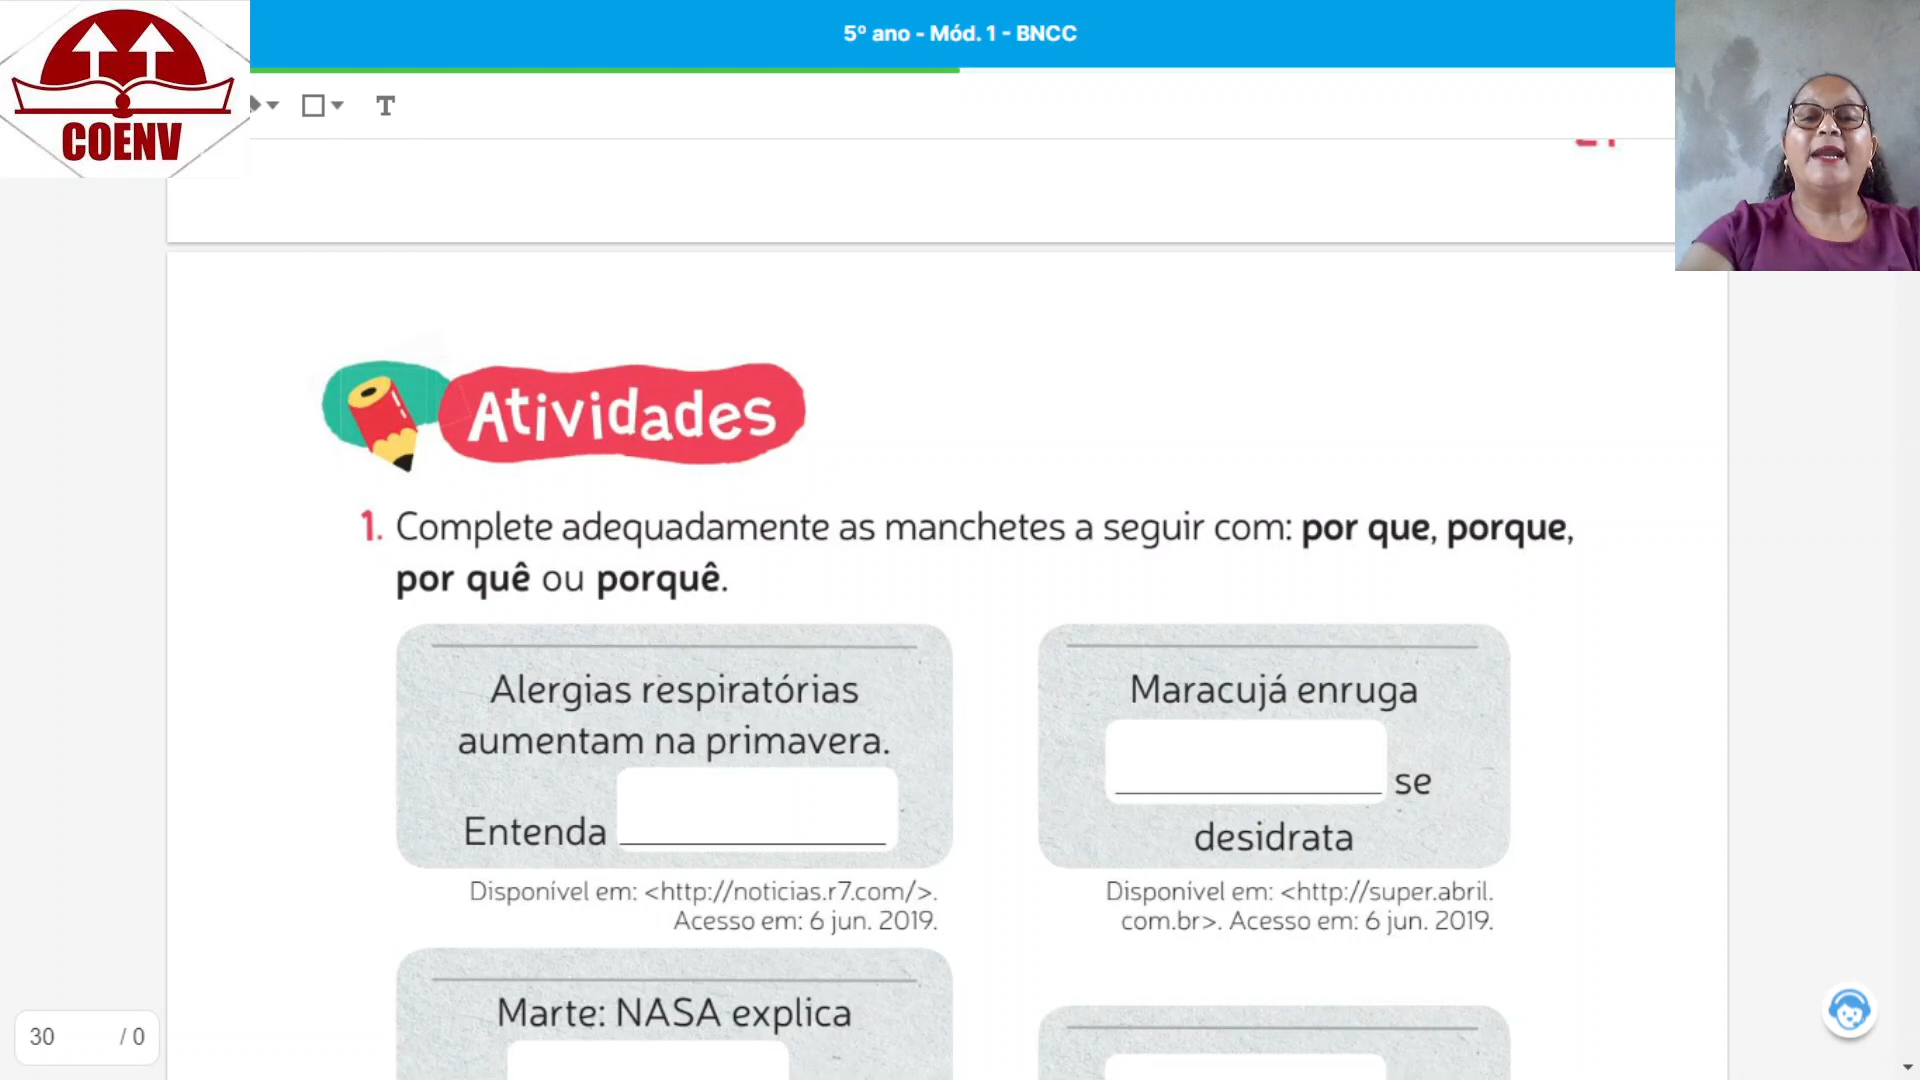 5º ano - Mód. 1 - BNCC
COENV
T
Atividades
1. Complete adequadamente as manchetes a seguir com: por que, porque,
por quê ou porquê.
Alergias respiratórias
aumentam na primavera.
Entenda
Disponível em: <http://noticias.r7.com/>.
Acesso em: 6 jun. 2019.
Maracujá enruga
se
desidrata
Disponível em: <http://super.abril.
com.br>. Acesso em: 6 jun. 2019.
Marte: NASA explica
30 / 0